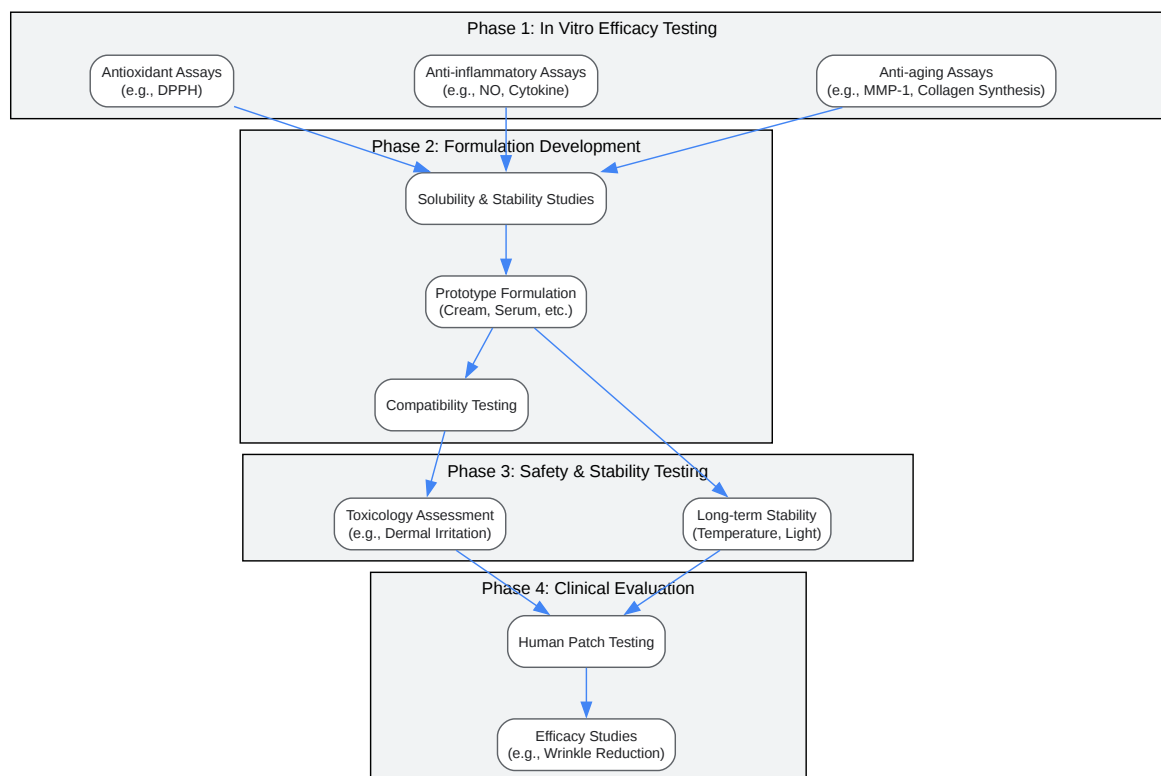 Phase 1: In Vitro Efficacy Testing
Antioxidant Assays
(e.g., DPPH)
Anti-inflammatory Assays
(e.g., NO, Cytokine)
Anti-aging Assays
(e.g., MMP-1, Collagen Synthesis)
Phase 2: Formulation Development
Solubility & Stability Studies
Prototype Formulation
(Cream, Serum, etc.)
Compatibility Testing
Phase 3: Safety & Stability Testing
Toxicology Assessment
(e.g., Dermal Irritation)
Long-term Stability
(Temperature, Light)
Phase 4: Clinical Evaluation
Human Patch Testing
Efficacy Studies
(e.g., Wrinkle Reduction)